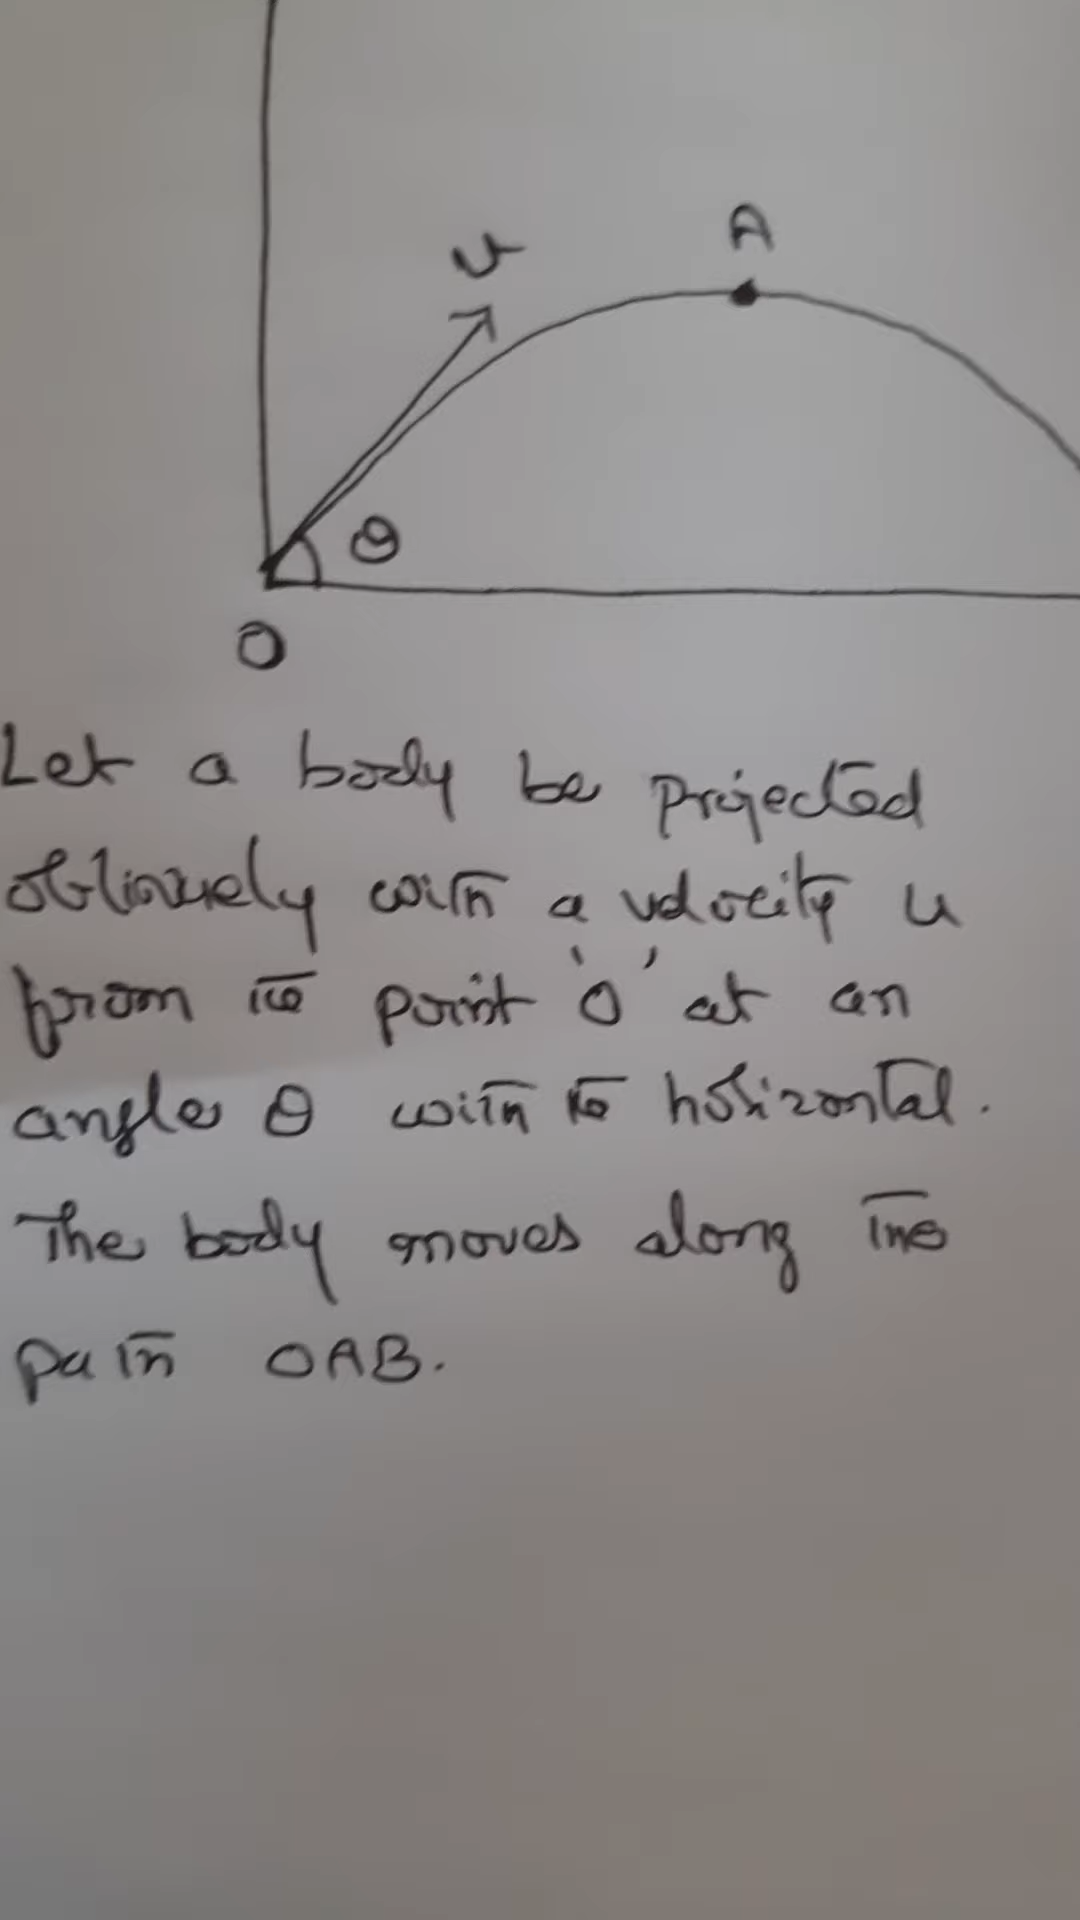 u
A
θ
O
Let a body be projected
obliquely with a velocity u
from the point 'O' at an
angle θ with the horizontal.
The body moves along the
path OAB.